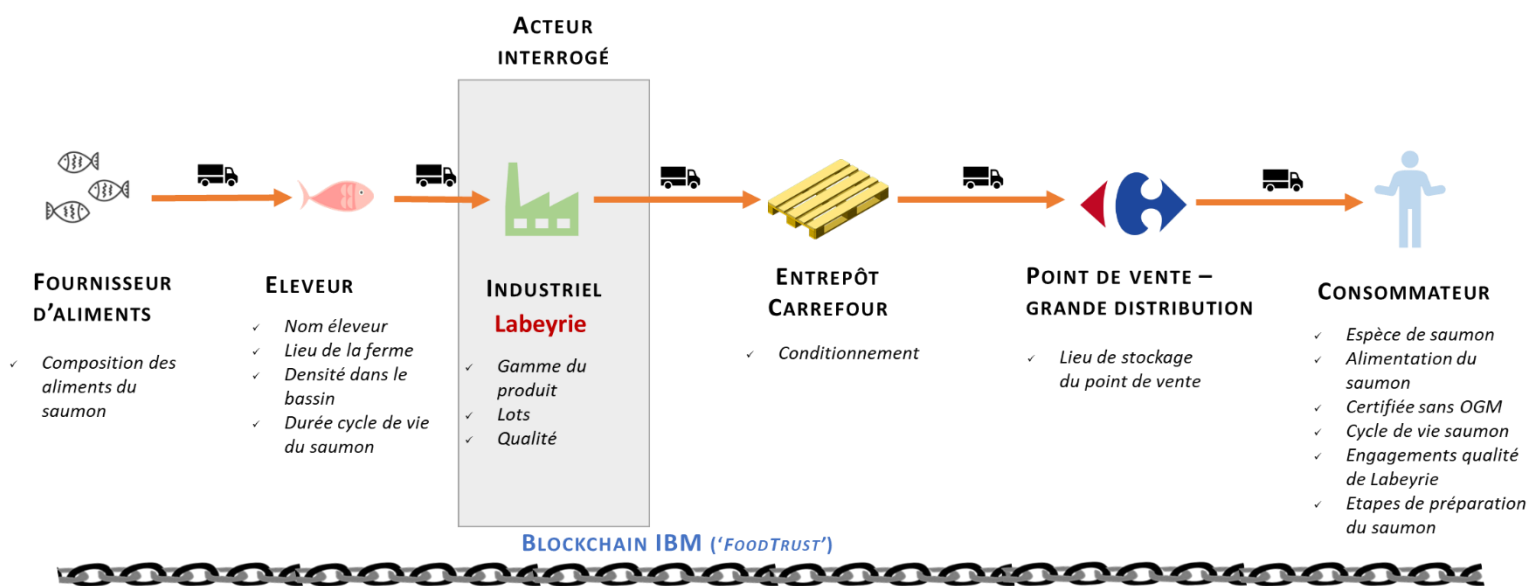 ACTEUR
INTERROGÉ
FOURNISSEUR
D'ALIMENTS
✓ Composition des
aliments du
saumon
ELEVEUR
✓ Nom éleveur
✓ Lieu de la ferme
✓ Densité dans le
bassin
✓ Durée cycle de vie
du saumon
INDUSTRIEL
Labeyrie
✓ Gamme du
produit
✓ Lots
✓ Qualité
ENTREPÔT
CARREFOUR
✓ Conditionnement
POINT DE VENTE –
GRANDE DISTRIBUTION
✓ Lieu de stockage
du point de vente
CONSOMMATEUR
✓ Espèce de saumon
✓ Alimentation du
saumon
✓ Certifiée sans OGM
✓ Cycle de vie saumon
✓ Engagements qualité
de Labeyrie
✓ Etapes de préparation
du saumon
BLOCKCHAIN IBM ('FOODTRUST')